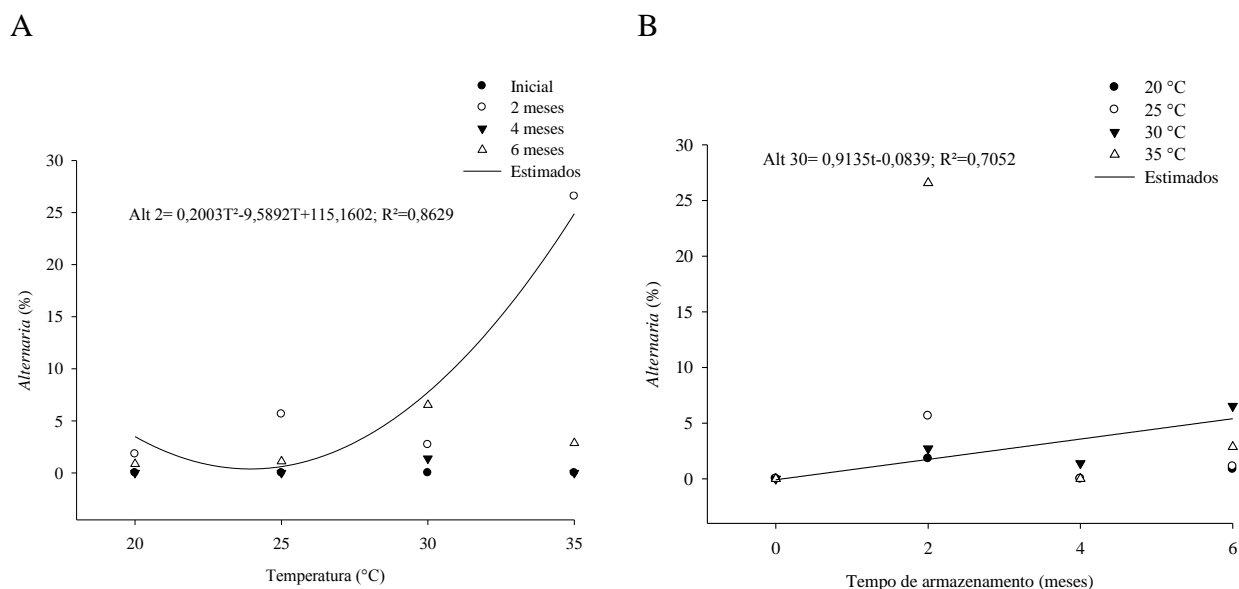 A
Inicial
2 meses
4 meses
6 meses
Estimados
Alt 2= 0,2003T²-9,5892T+115,1602; R²=0,8629
30
25
20
15
10
5
0
Alternaria (%)
20 25 30 35
Temperatura (°C)
B
20 °C
25 °C
30 °C
35 °C
Estimados
Alt 30= 0,9135t-0,0839; R²=0,7052
30
25
20
15
10
5
0
Alternaria (%)
0 2 4 6
Tempo de armazenamento (meses)